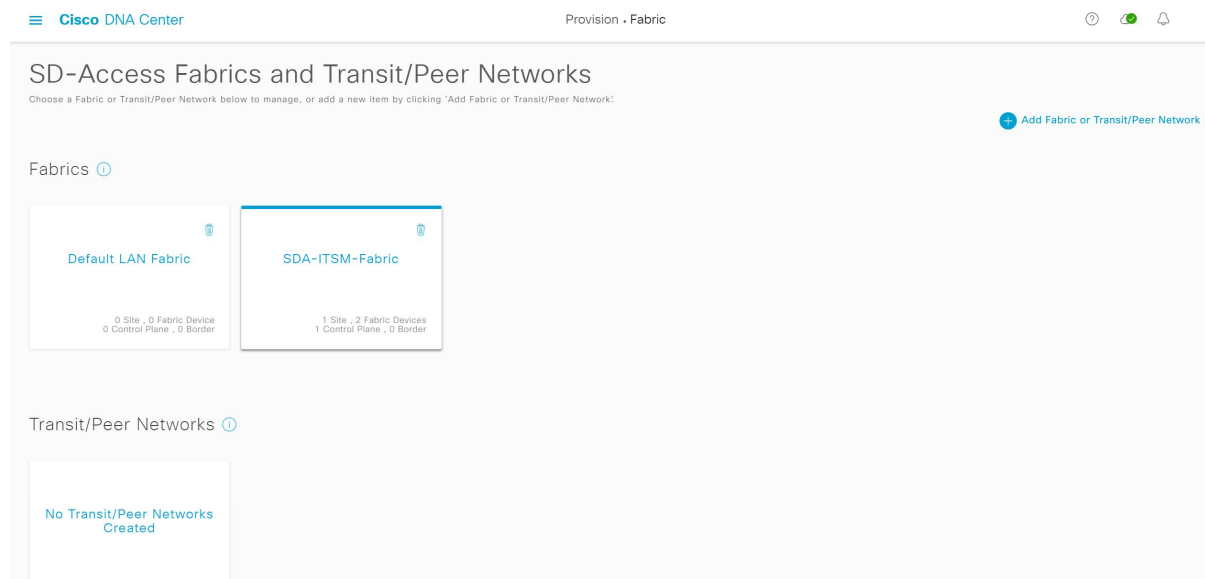 Cisco DNA Center
Provision • Fabric
SD-Access Fabrics and Transit/Peer Networks
Choose a Fabric or Transit/Peer Network below to manage, or add a new item by clicking 'Add Fabric or Transit/Peer Network'.
Add Fabric or Transit/Peer Network
Fabrics
Default LAN Fabric
0 Site , 0 Fabric Device
0 Control Plane , 0 Border
SDA-ITSM-Fabric
1 Site , 2 Fabric Devices
1 Control Plane , 0 Border
Transit/Peer Networks
No Transit/Peer Networks
Created